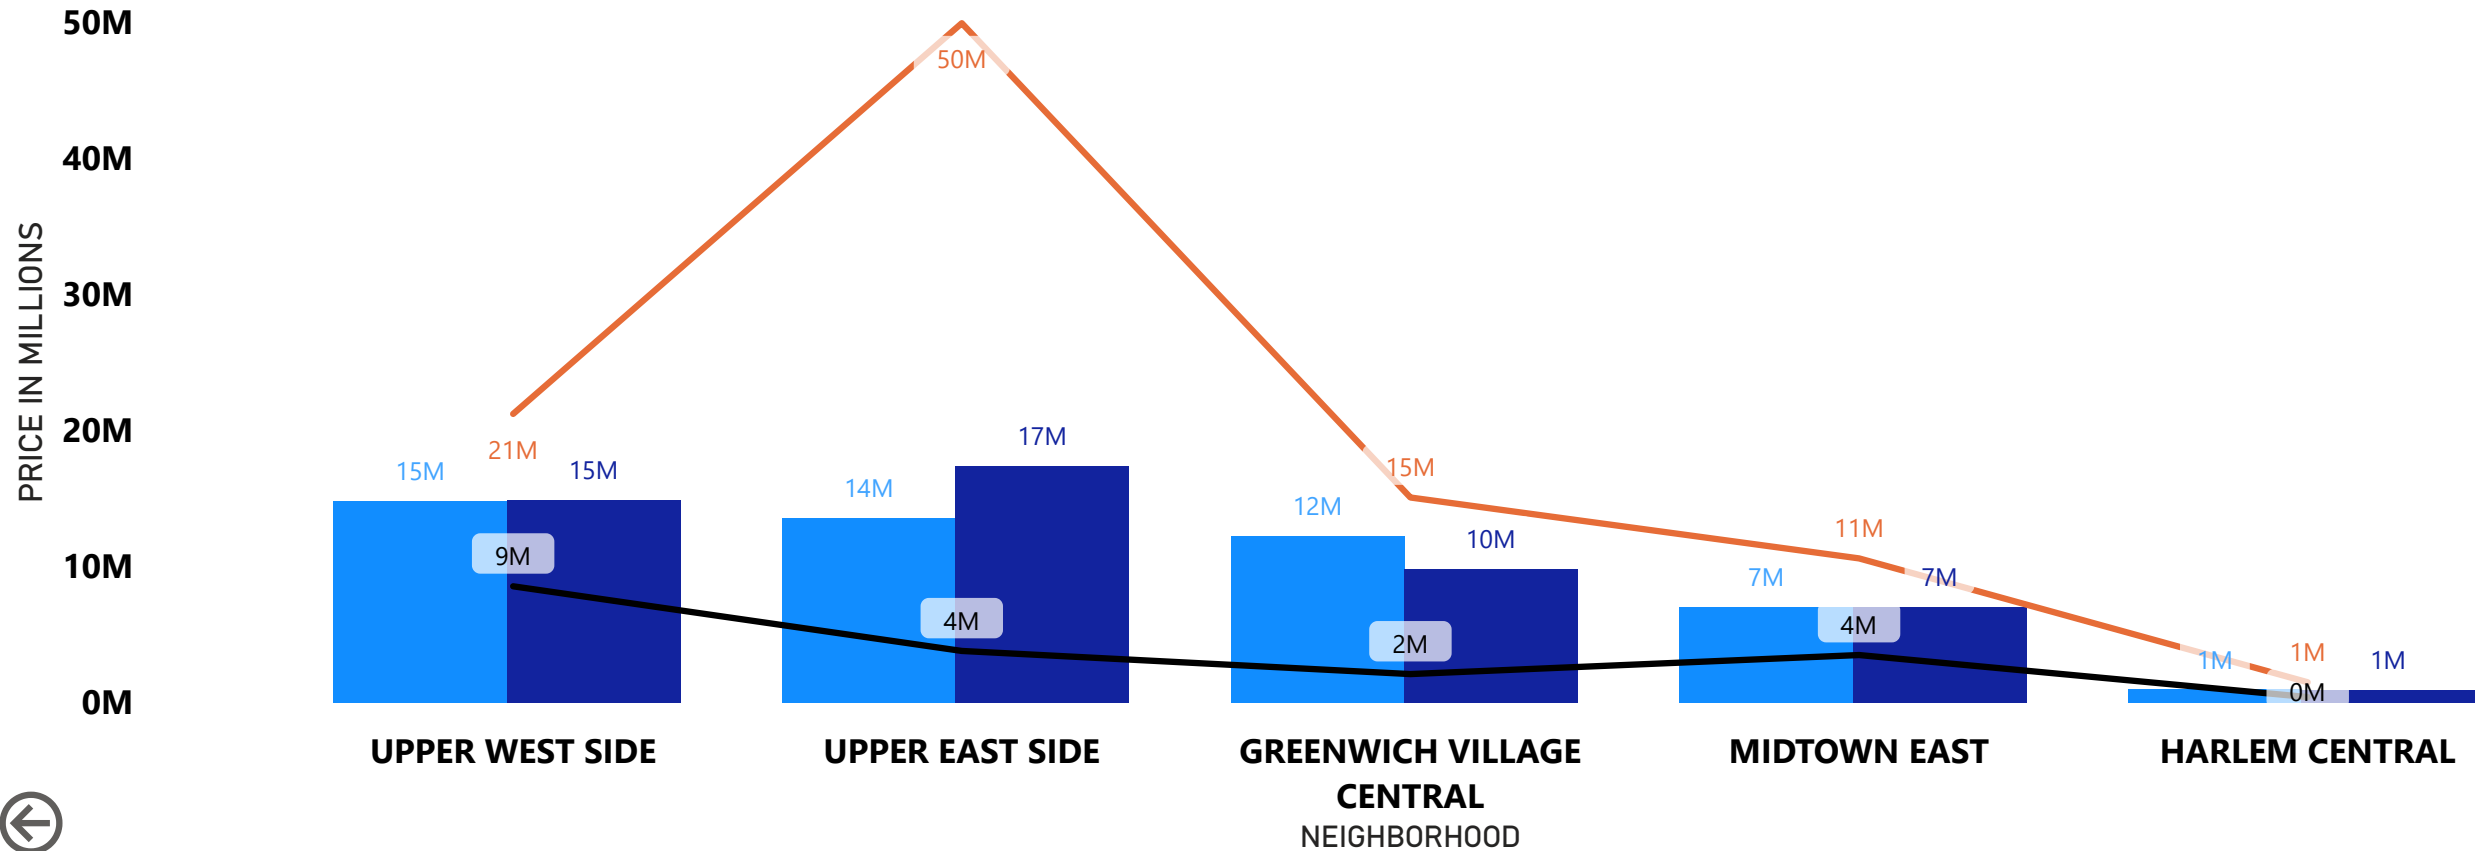 50M
40M
30M
20M
10M
0M
PRICE IN MILLIONS
15M
21M
15M
9M
14M
50M
17M
4M
12M
15M
10M
2M
7M
11M
7M
4M
1M
1M
1M
0M
UPPER WEST SIDE
UPPER EAST SIDE
GREENWICH VILLAGE
CENTRAL
MIDTOWN EAST
HARLEM CENTRAL
NEIGHBORHOOD